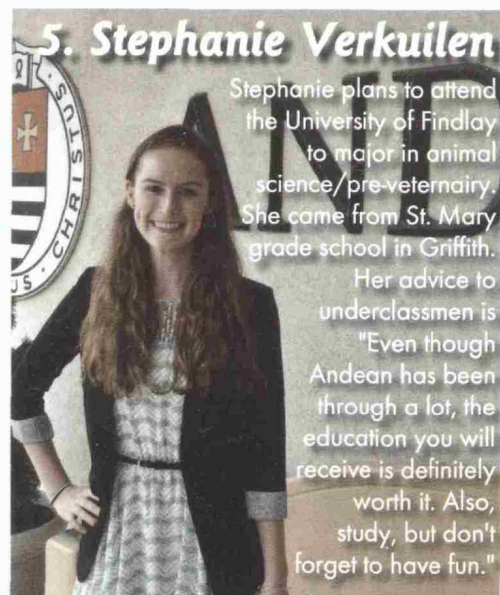 5. Stephanie Verkuilen
Stephanie plans to attend
the University of Findlay
to major in animal
science/pre-veternairy.
She came from St. Mary
grade school in Griffith.
Her advice to
underclassmen is
"Even though
Andean has been
through a lot, the
education you will
receive is definitely
worth it. Also,
study, but don't
forget to have fun."
AND
CHRISTUS